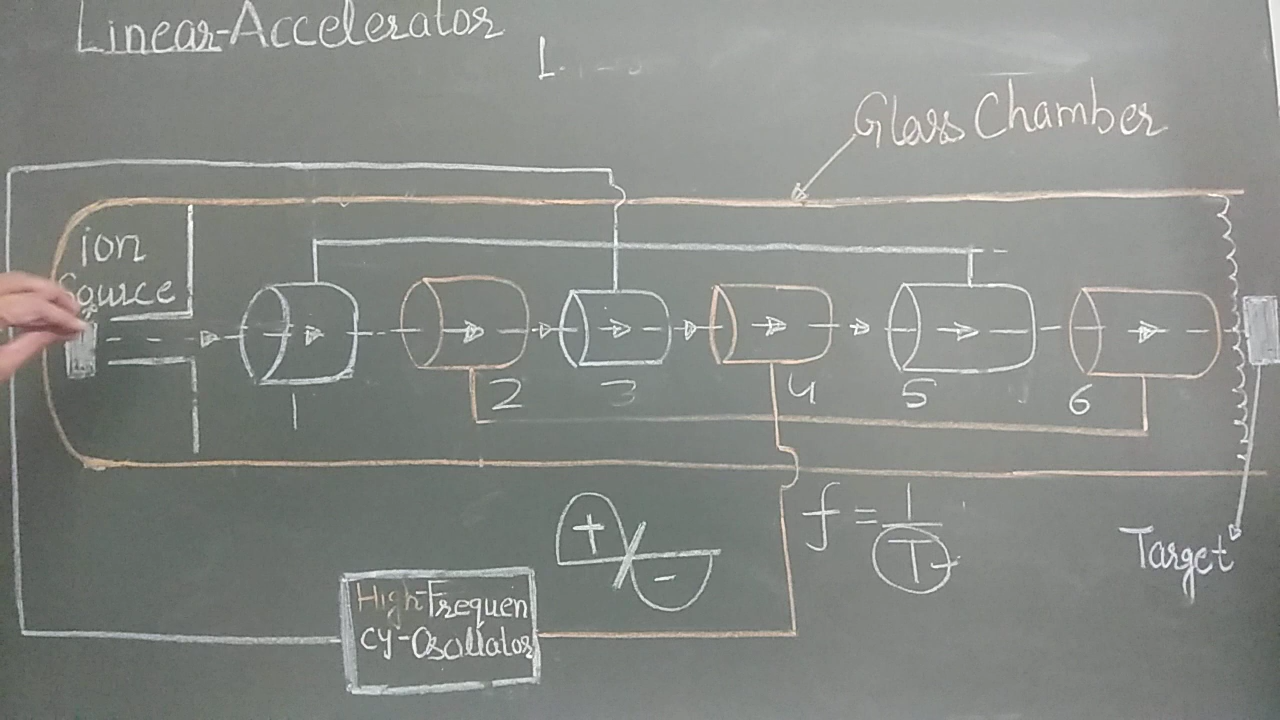 Linear-Accelerator
Glass Chamber
ion
Source
1
2
3
4
5
6
+
-
f = 1/T
Target
High-Frequen
cy-Oscillator